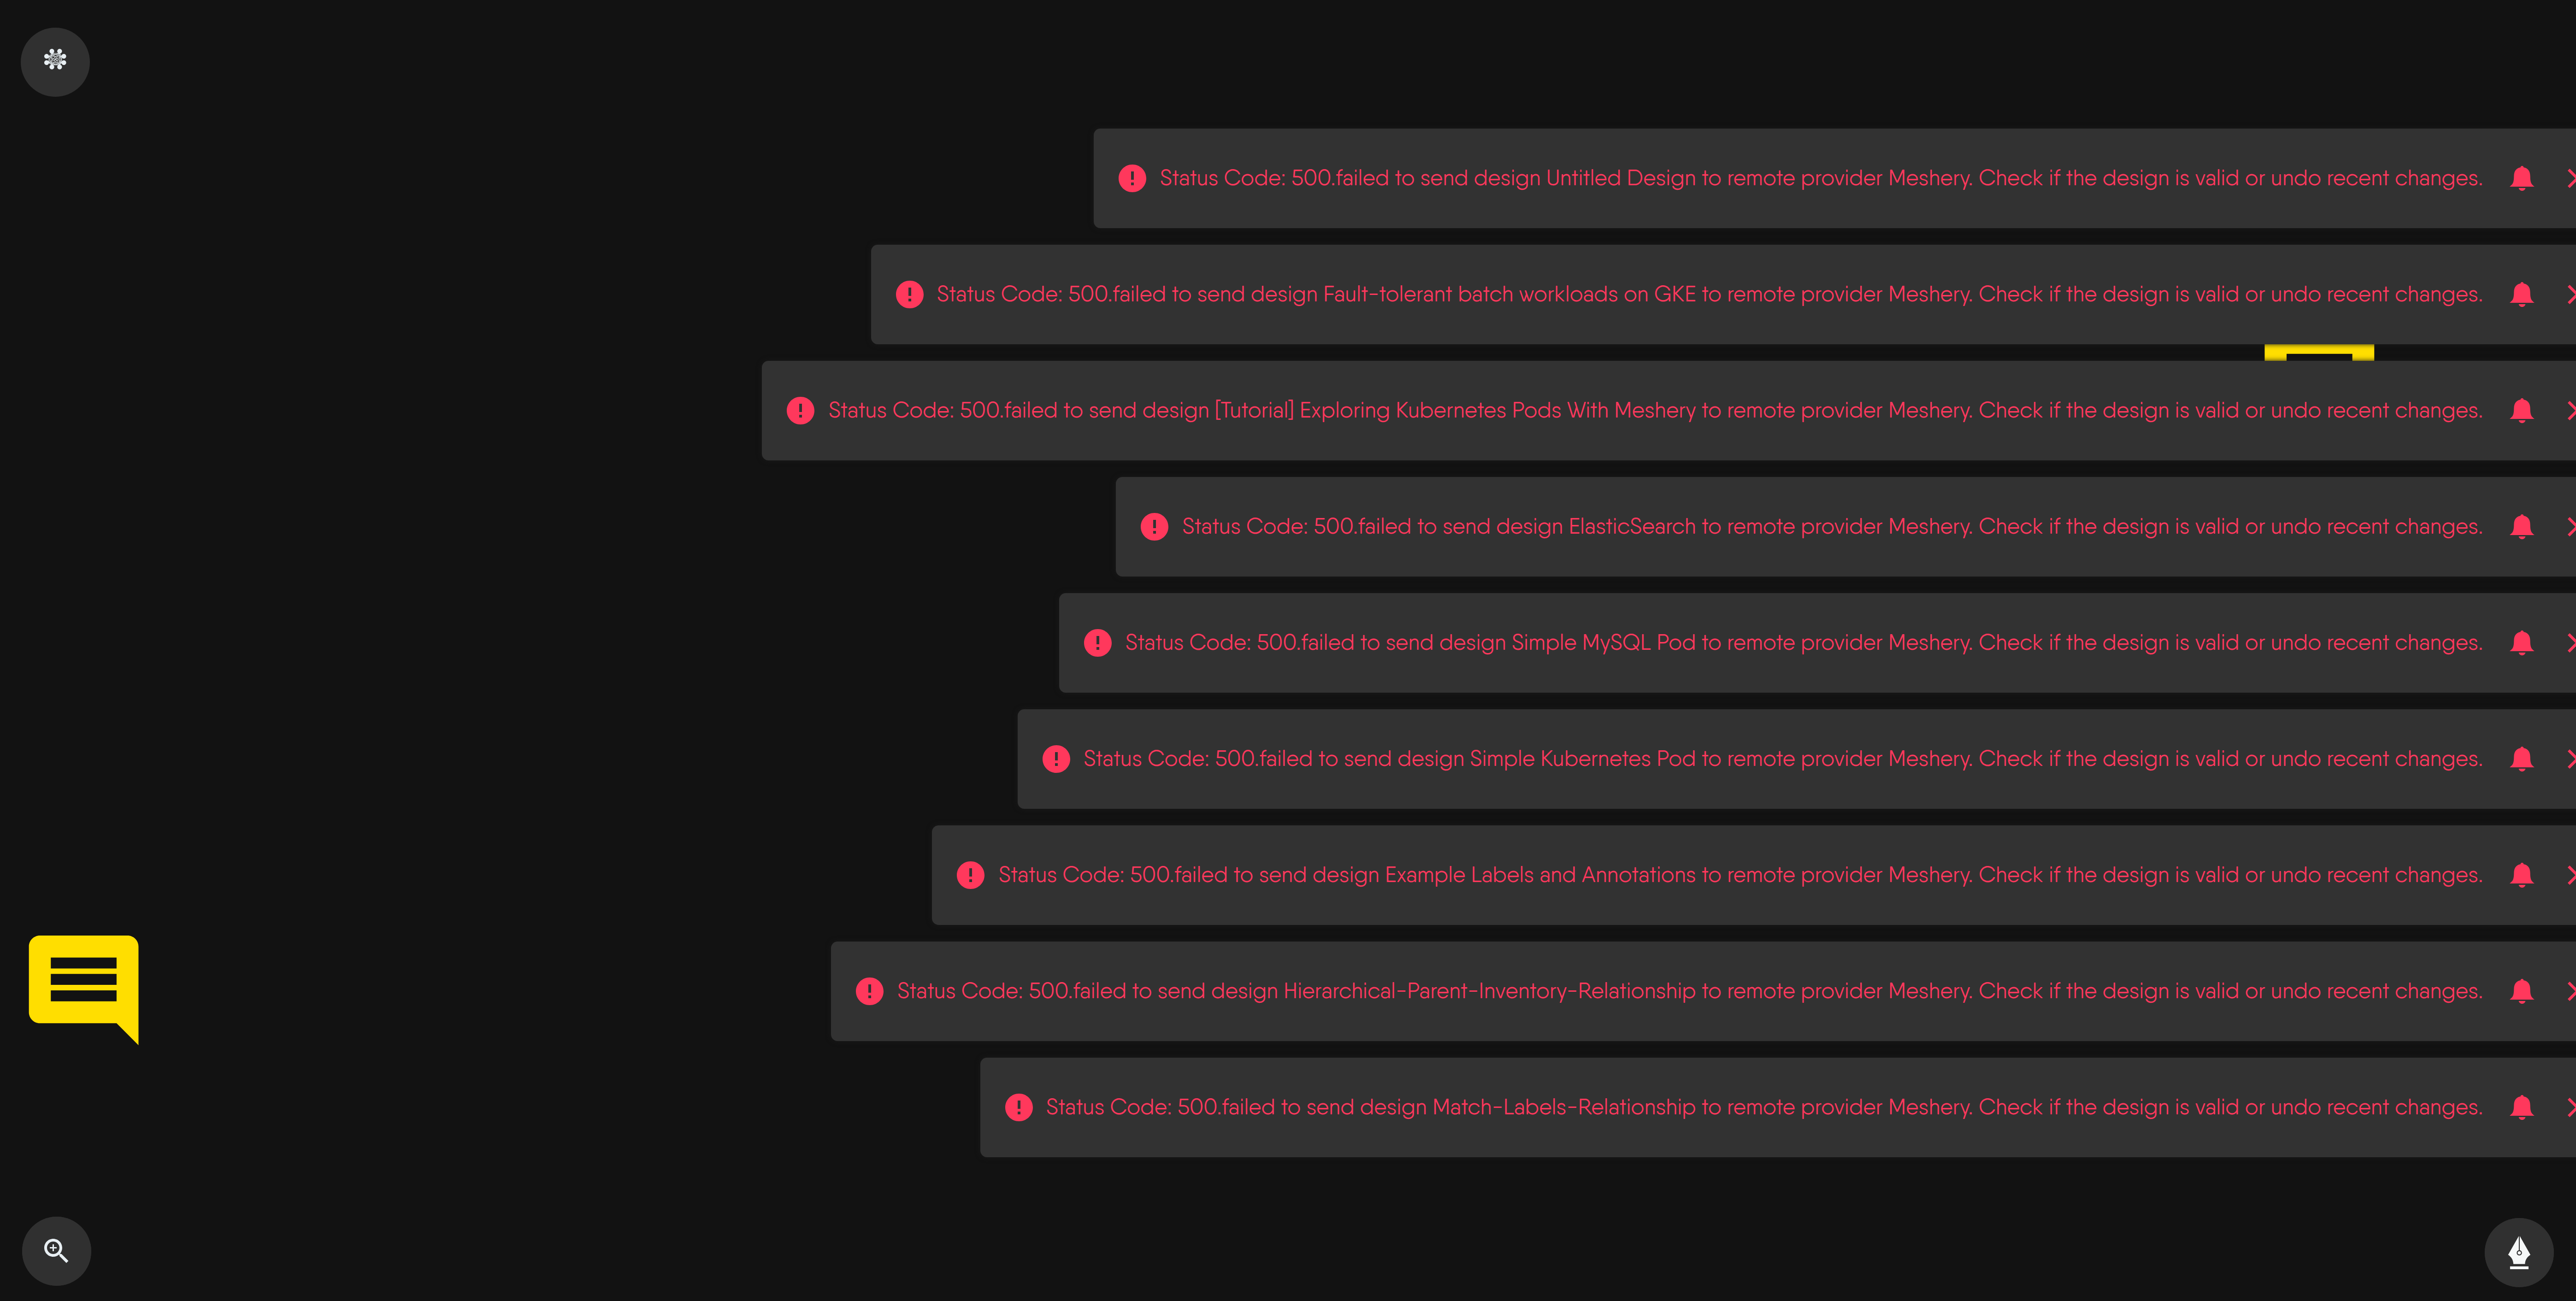 Status Code: 500.failed to send design Untitled Design to remote provider Meshery. Check if the design is valid or undo recent changes.
Status Code: 500.failed to send design Fault-tolerant batch workloads on GKE to remote provider Meshery. Check if the design is valid or undo recent changes.
Status Code: 500.failed to send design [Tutorial] Exploring Kubernetes Pods With Meshery to remote provider Meshery. Check if the design is valid or undo recent changes.
Status Code: 500.failed to send design ElasticSearch to remote provider Meshery. Check if the design is valid or undo recent changes.
Status Code: 500.failed to send design Simple MySQL Pod to remote provider Meshery. Check if the design is valid or undo recent changes.
Status Code: 500.failed to send design Simple Kubernetes Pod to remote provider Meshery. Check if the design is valid or undo recent changes.
Status Code: 500.failed to send design Example Labels and Annotations to remote provider Meshery. Check if the design is valid or undo recent changes.
Status Code: 500.failed to send design Hierarchical-Parent-Inventory-Relationship to remote provider Meshery. Check if the design is valid or undo recent changes.
Status Code: 500.failed to send design Match-Labels-Relationship to remote provider Meshery. Check if the design is valid or undo recent changes.